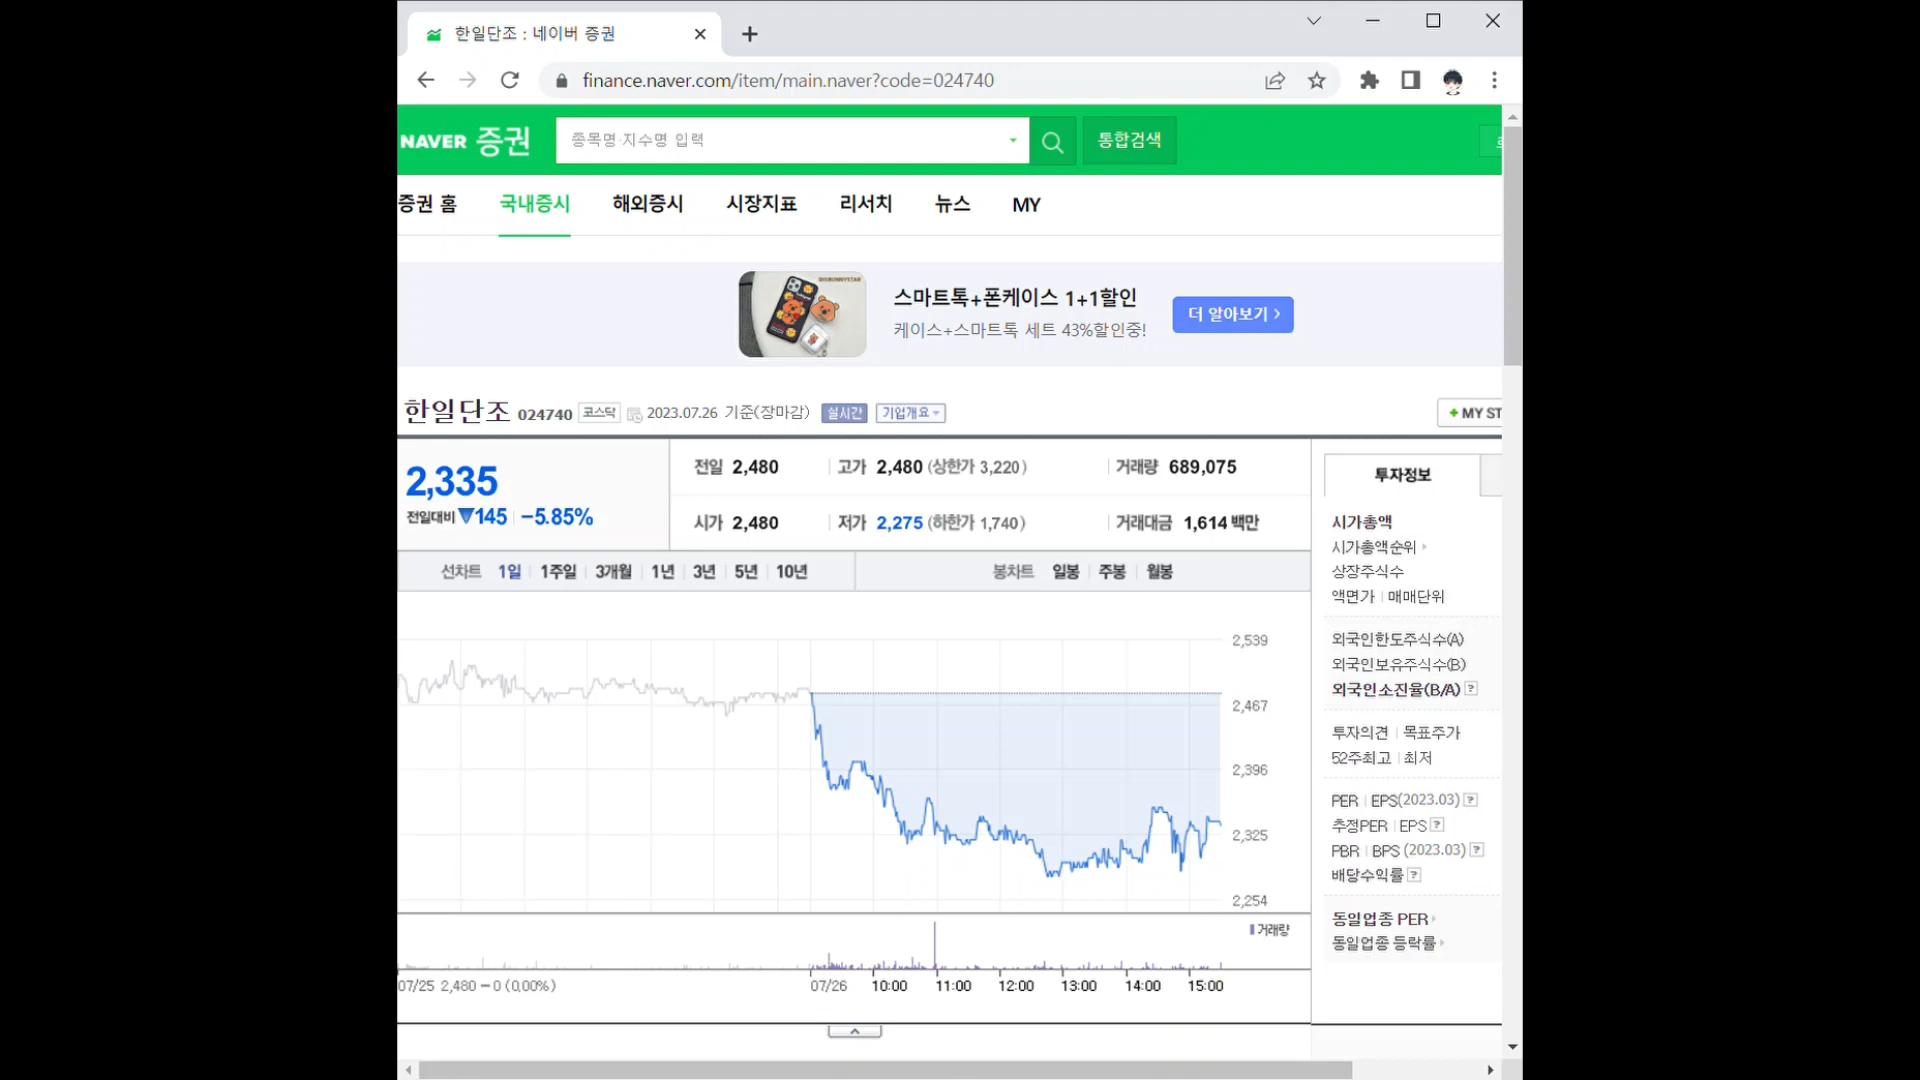 한일단조 : 네이버 증권
finance.naver.com/item/main.naver?code=024740
NAVER 증권
종목명·지수명 입력
통합검색
증권 홈 국내증시 해외증시 시장지표 리서치 뉴스 MY
스마트톡+폰케이스 1+1할인
케이스+스마트톡 세트 43%할인중!
더 알아보기 >
한일단조 024740 코스닥 2023.07.26 기준(장마감) 실시간 기업개요
+ MY ST
2,335
전일대비 ▼145 | -5.85%
전일 2,480 | 고가 2,480 (상한가 3,220) | 거래량 689,075
시가 2,480 | 저가 2,275 (하한가 1,740) | 거래대금 1,614 백만
선차트 1일 1주일 3개월 1년 3년 5년 10년
봉차트 일봉 주봉 월봉
2,539
2,467
2,396
2,325
2,254
거래량
07/25 2,480 - 0 (0.00%)
07/26 10:00 11:00 12:00 13:00 14:00 15:00
투자정보
시가총액
시가총액순위
상장주식수
액면가 | 매매단위
외국인한도주식수(A)
외국인보유주식수(B)
외국인소진율(B/A) ?
투자의견 | 목표주가
52주최고 | 최저
PER | EPS(2023.03) ?
추정PER | EPS ?
PBR | BPS (2023.03) ?
배당수익률 ?
동일업종 PER
동일업종 등락률